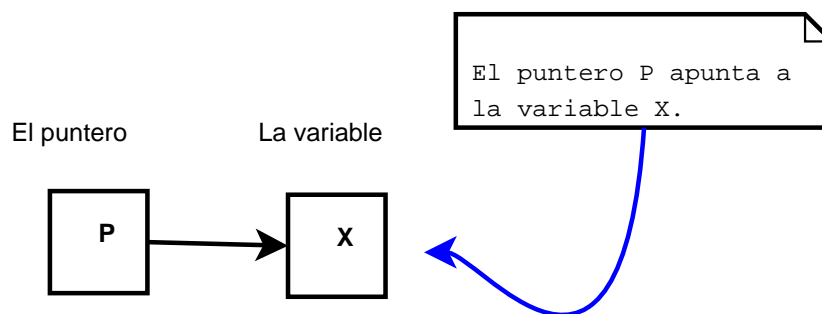 El puntero P apunta a
la variable X.
El puntero
La variable
P
X